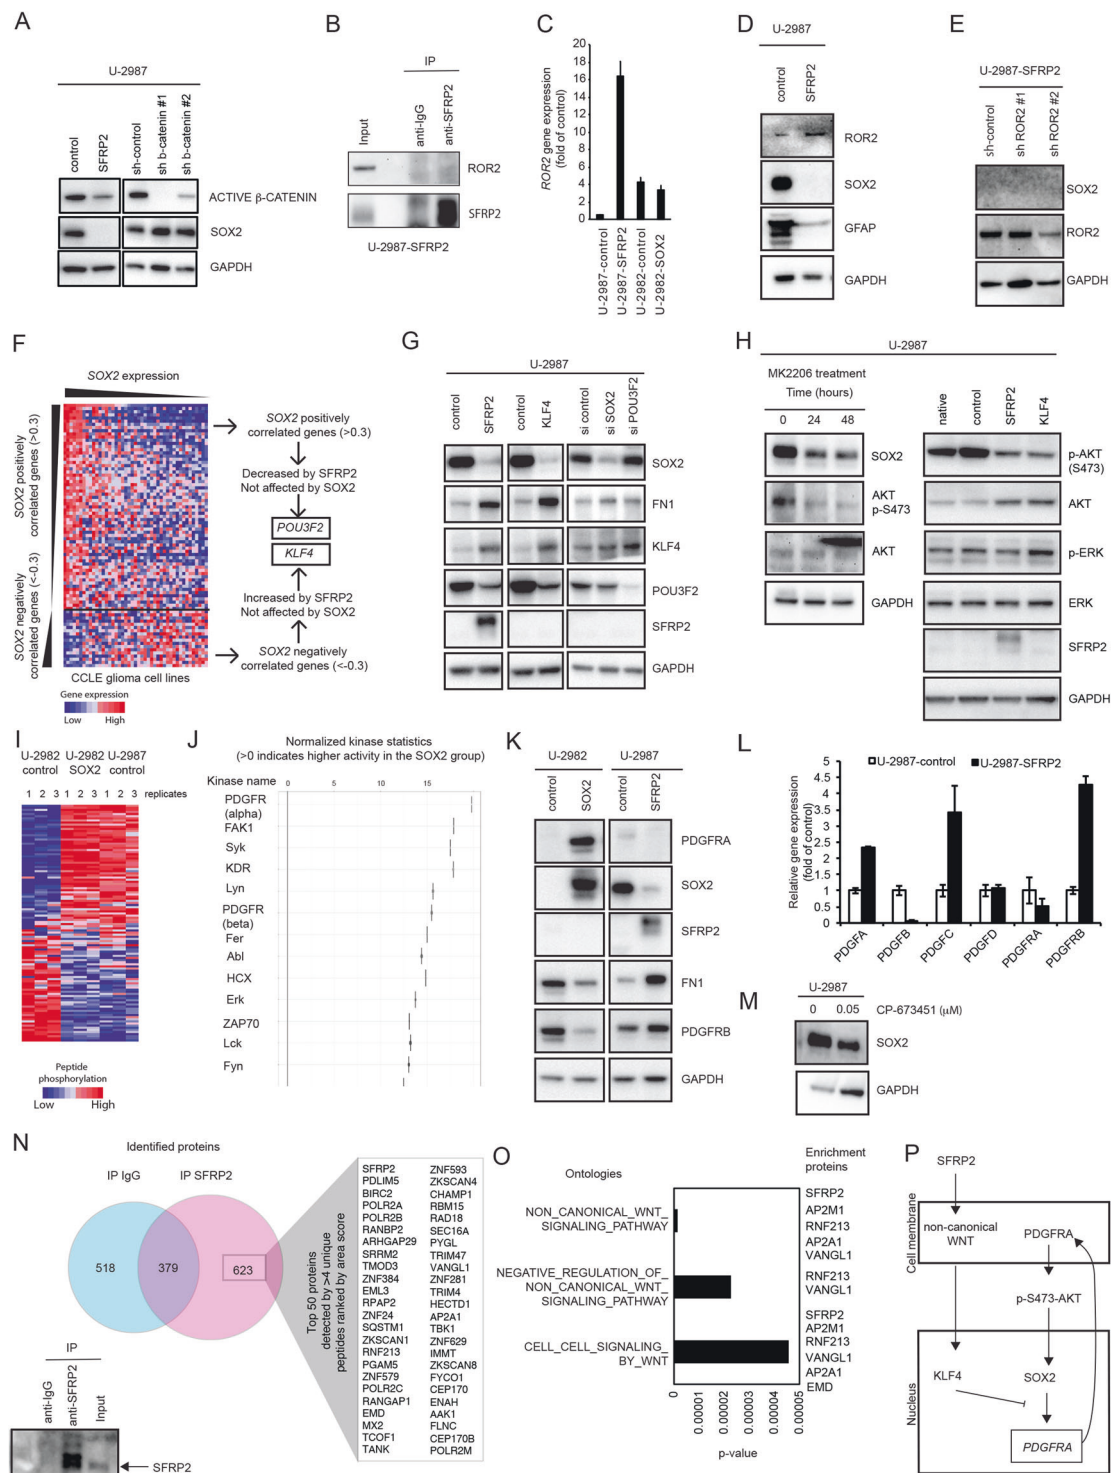 A
U-2987
control
SFRP2
sh-control
sh b-catenin #1
sh b-catenin #2
ACTIVE β-CATENIN
SOX2
GAPDH
B
IP
Input
anti-IgG
anti-SFRP2
ROR2
SFRP2
U-2987-SFRP2
C
ROR2 gene expression
(fold of control)
20
18
16
14
12
10
8
6
4
2
0
U-2987-control
U-2987-SFRP2
U-2982-control
U-2982-SOX2
D
U-2987
control
SFRP2
ROR2
SOX2
GFAP
GAPDH
E
U-2987-SFRP2
sh-control
sh ROR2 #1
sh ROR2 #2
SOX2
ROR2
GAPDH
F
SOX2 expression
SOX2 positively
correlated genes (>0.3)
SOX2 negatively
correlated genes (<-0.3)
CCLE glioma cell lines
Gene expression
Low High
SOX2 positively
correlated genes (>0.3)
Decreased by SFRP2
Not affected by SOX2
POU3F2
KLF4
Increased by SFRP2
Not affected by SOX2
SOX2 negatively
correlated genes (<-0.3)
G
U-2987
control
SFRP2
control
KLF4
si control
si SOX2
si POU3F2
SOX2
FN1
KLF4
POU3F2
SFRP2
GAPDH
H
U-2987
MK2206 treatment
Time (hours)
0 24 48
SOX2
AKT
p-S473
AKT
GAPDH
native
control
SFRP2
KLF4
p-AKT
(S473)
AKT
p-ERK
ERK
SFRP2
GAPDH
I
U-2982 U-2982 U-2987
control SOX2 control
1 2 3 1 2 3 1 2 3 replicates
Peptide
phosphorylation
Low High
J
Normalized kinase statistics
(>0 indicates higher activity in the SOX2 group)
Kinase name
0 5 10 15
PDGFR
(alpha)
FAK1
Syk
KDR
Lyn
PDGFR
(beta)
Fer
Abl
HCX
Erk
ZAP70
Lck
Fyn
K
U-2982 U-2987
control
SOX2
control
SFRP2
PDGFRA
SOX2
SFRP2
FN1
PDGFRB
GAPDH
L
Relative gene expression
(fold of control)
U-2987-control U-2987-SFRP2
5
4.5
4
3.5
3
2.5
2
1.5
1
0.5
0
PDGFA
PDGFB
PDGFC
PDGFD
PDGFRA
PDGFRB
M
U-2987
0 0.05 CP-673451 (μM)
SOX2
GAPDH
N
Identified proteins
IP IgG IP SFRP2
518 379 623
Top 50 proteins
detected by >4 unique
peptides ranked by area score
SFRP2 ZNF593
PDLIM5 ZKSCAN4
BIRC2 CHAMP1
POLR2A RBM15
POLR2B RAD18
RANBP2 SEC16A
ARHGAP29 PYGL
SRRM2 TRIM47
TMOD3 VANGL1
ZNF384 ZNF281
EML3 TRIM4
RPAP2 HECTD1
ZNF24 AP2A1
SQSTM1 TBK1
ZKSCAN1 ZNF629
RNF213 IMMT
PGAM5 ZKSCAN8
ZNF579 FYCO1
POLR2C CEP170
RANGAP1 ENAH
EMD AAK1
MX2 FLNC
TCOF1 CEP170B
TANK POLR2M
IP
anti-IgG
anti-SFRP2
Input
SFRP2
O
Ontologies
Enrichment
proteins
NON_CANONICAL_WNT_
SIGNALING_PATHWAY
SFRP2
AP2M1
RNF213
AP2A1
VANGL1
NEGATIVE_REGULATION_OF_
NON_CANONICAL_WNT_
SIGNALING_PATHWAY
RNF213
VANGL1
CELL_CELL_SIGNALING_
BY_WNT
SFRP2
AP2M1
RNF213
VANGL1
AP2A1
EMD
0
0.00001
0.00002
0.00003
0.00004
0.00005
p-value
P
SFRP2
Cell membrane
non-canonical
WNT
PDGFRA
p-S473-AKT
Nucleus
KLF4
SOX2
PDGFRA